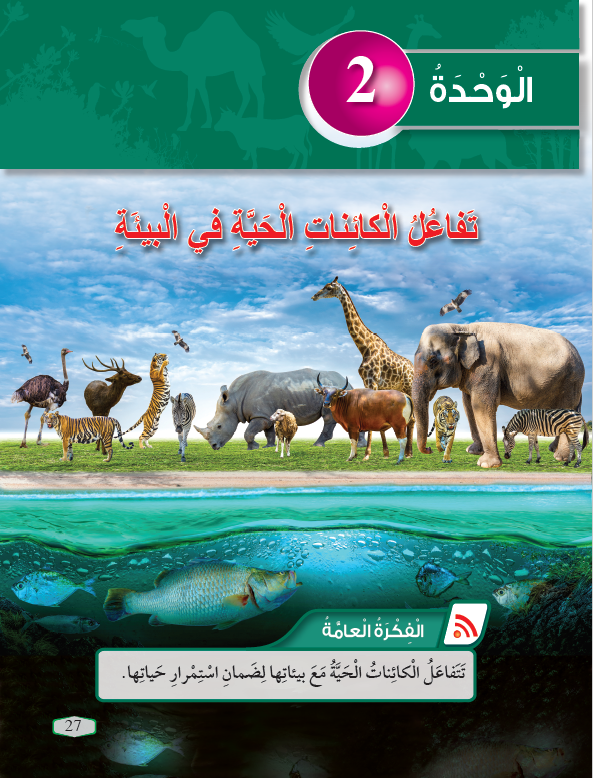 الْوَحْدَةُ 2
تَفاعُلُ الْكائِناتِ الْحَيَّةِ في الْبيئَةِ
الْفِكْرَةُ الْعامَّةُ
تَتَفاعَلُ الْكائِناتُ الْحَيَّةُ مَعَ بيئاتِها لِضَمانِ اسْتِمْرارِ حَياتِها.
27